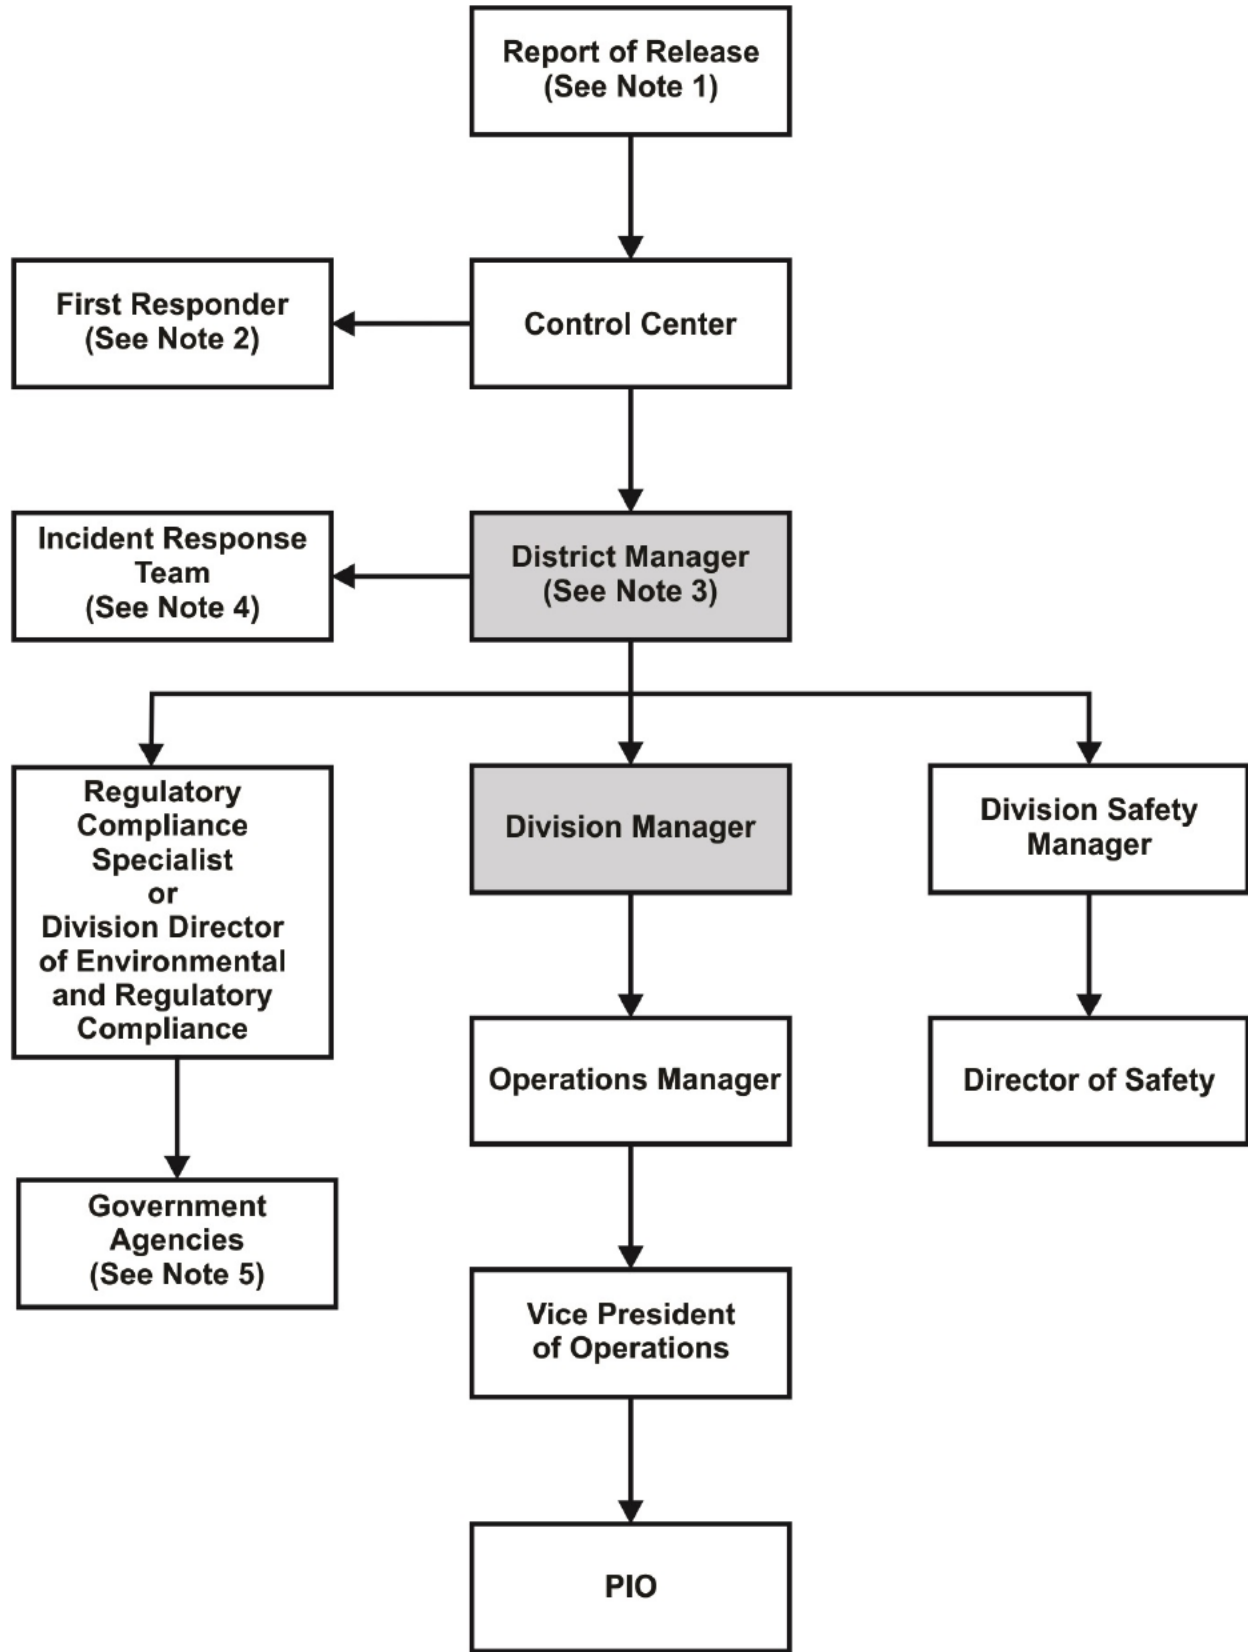 Report of Release
(See Note 1)
First Responder
(See Note 2)
Control Center
Incident Response
Team
(See Note 4)
District Manager
(See Note 3)
Regulatory
Compliance
Specialist
or
Division Director
of Environmental
and Regulatory
Compliance
Division Manager
Division Safety
Manager
Operations Manager
Director of Safety
Government
Agencies
(See Note 5)
Vice President
of Operations
PIO